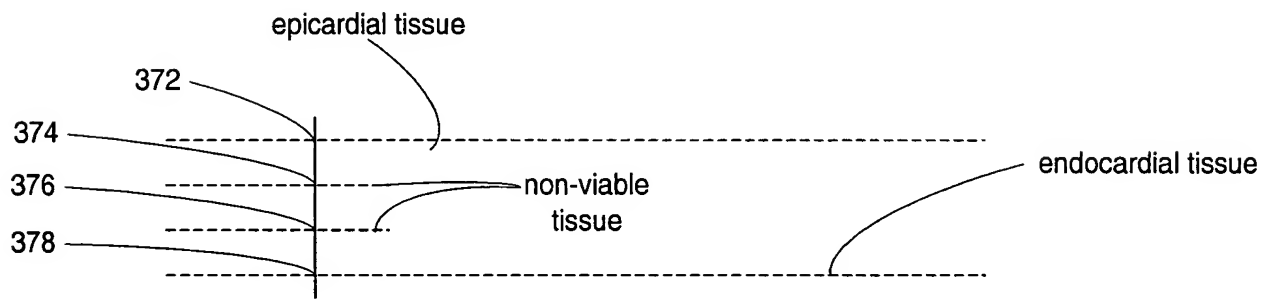 epicardial tissue
372
374
endocardial tissue
376
non-viable
tissue
378